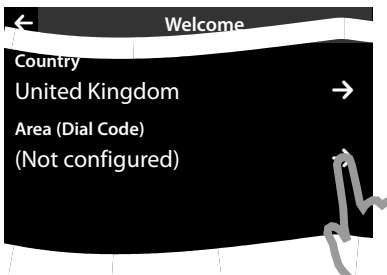 Welcome
Country
United Kingdom
Area (Dial Code)
(Not configured)